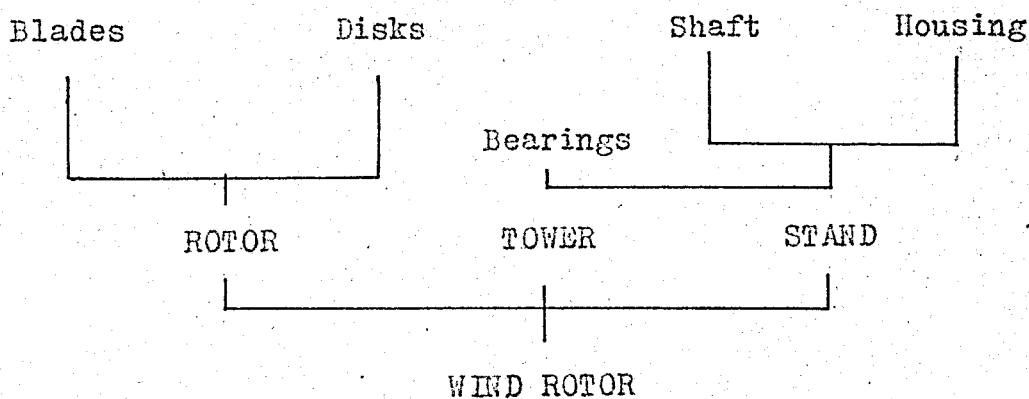 Blades Disks Shaft Housing
Bearings
ROTOR TOWER STAND
WIND ROTOR